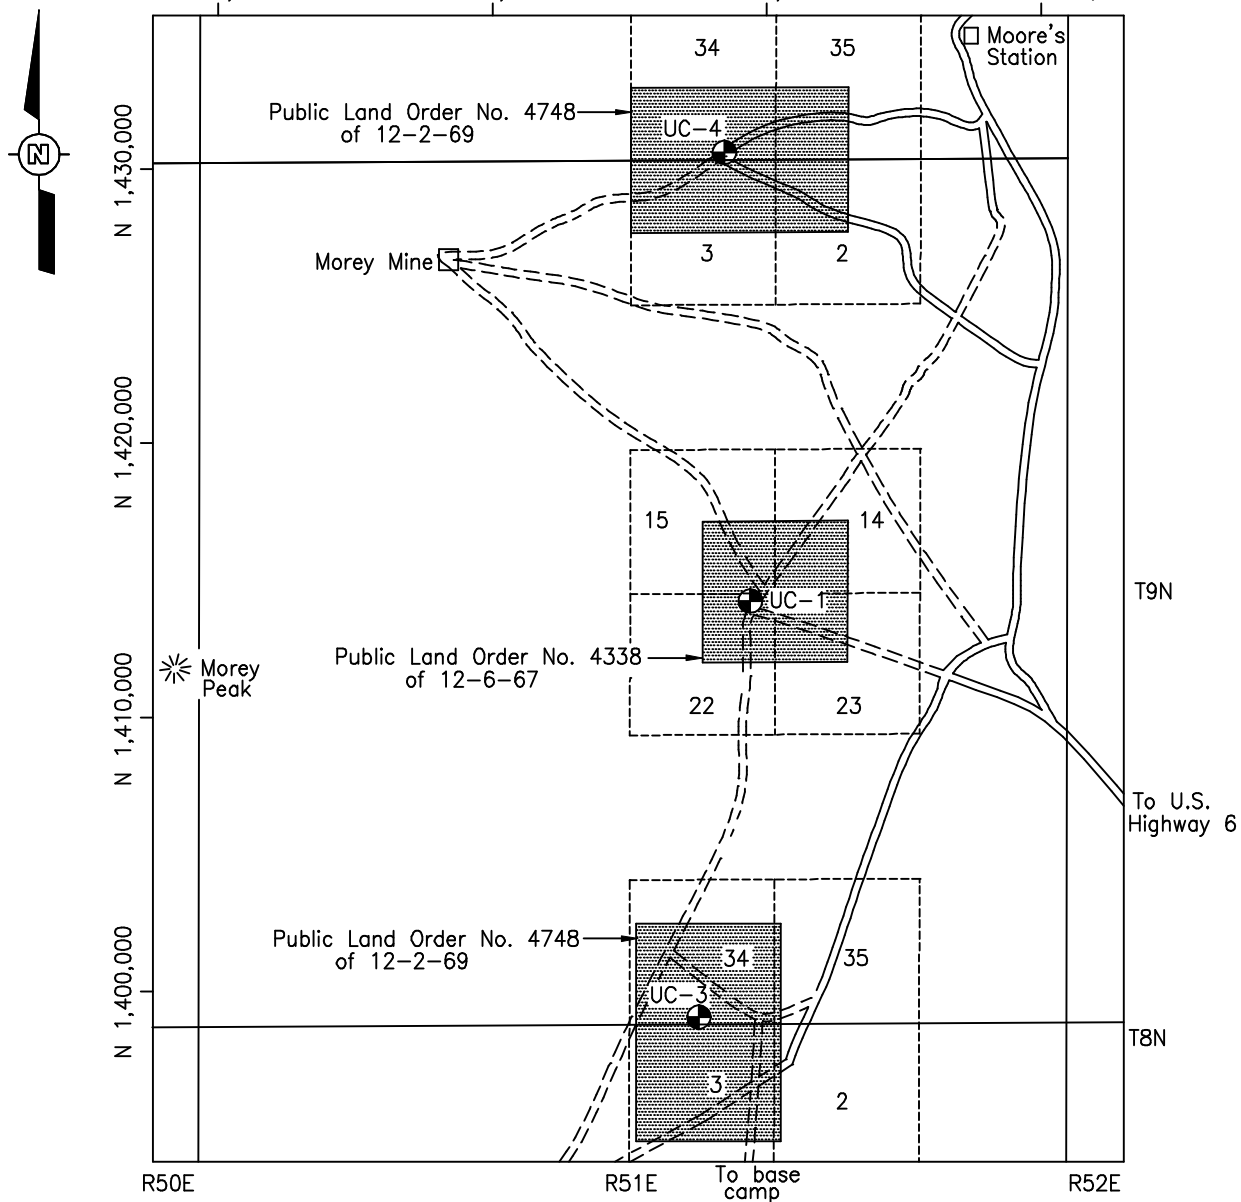 34
35
Moore's
Station
Public Land Order No. 4748
of 12-2-69
UC-4
N 1,430,000
N
Morey Mine
3
2
N 1,420,000
15
14
UC-1
T9N
Public Land Order No. 4338
of 12-6-67
Morey
Peak
22
23
N 1,410,000
To U.S.
Highway 6
Public Land Order No. 4748
of 12-2-69
34
35
UC-3
N 1,400,000
T8N
3
2
R50E
R51E
To base
camp
R52E